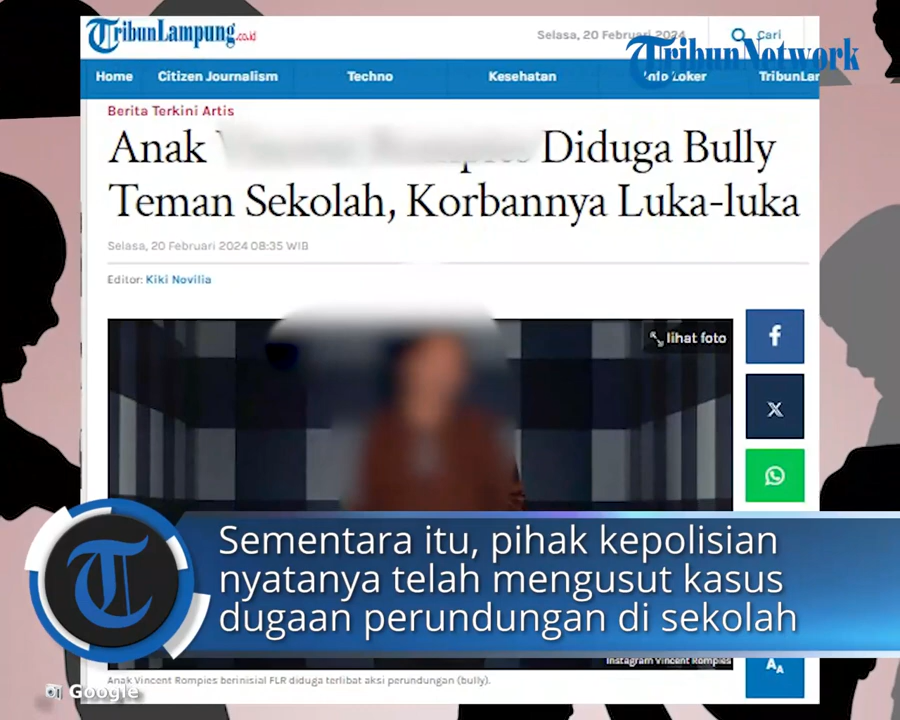 TribunLampung.co.id
Selasa, 20 Februari 2024
Cari
TribunNetwork
Home Citizen Journalism Techno Kesehatan Info Loker TribunLam
Berita Terkini Artis
Anak Diduga Bully
Teman Sekolah, Korbannya Luka-luka
Selasa, 20 Februari 2024 08:35 WIB
Editor: Kiki Novilia
lihat foto
Sementara itu, pihak kepolisian
nyatanya telah mengusut kasus
dugaan perundungan di sekolah
Instagram Vincent Rompies
Anak Vincent Rompies berinisial FLR diduga terlibat aksi perundungan (bully).
Google
AA